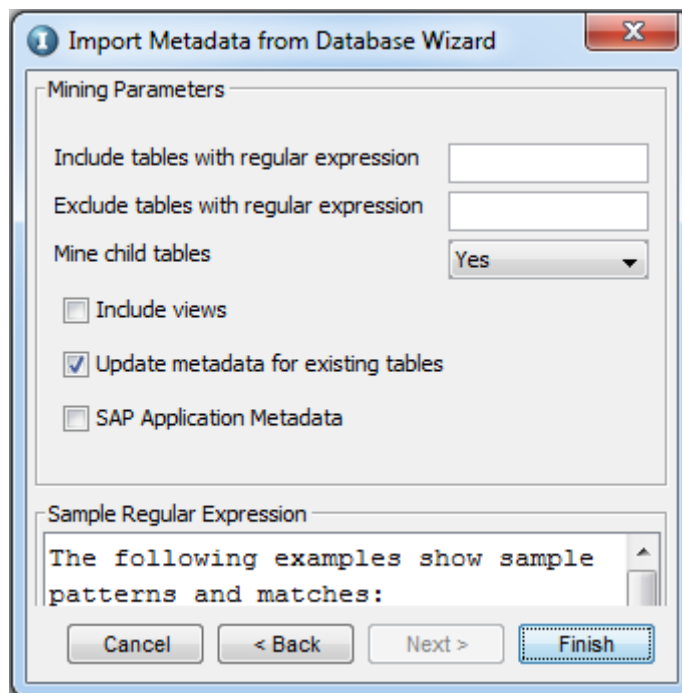 Import Metadata from Database Wizard
Mining Parameters
Include tables with regular expression
Exclude tables with regular expression
Mine child tables
Yes
Include views
Update metadata for existing tables
SAP Application Metadata
Sample Regular Expression
The following examples show sample
patterns and matches:
Cancel
< Back
Next >
Finish